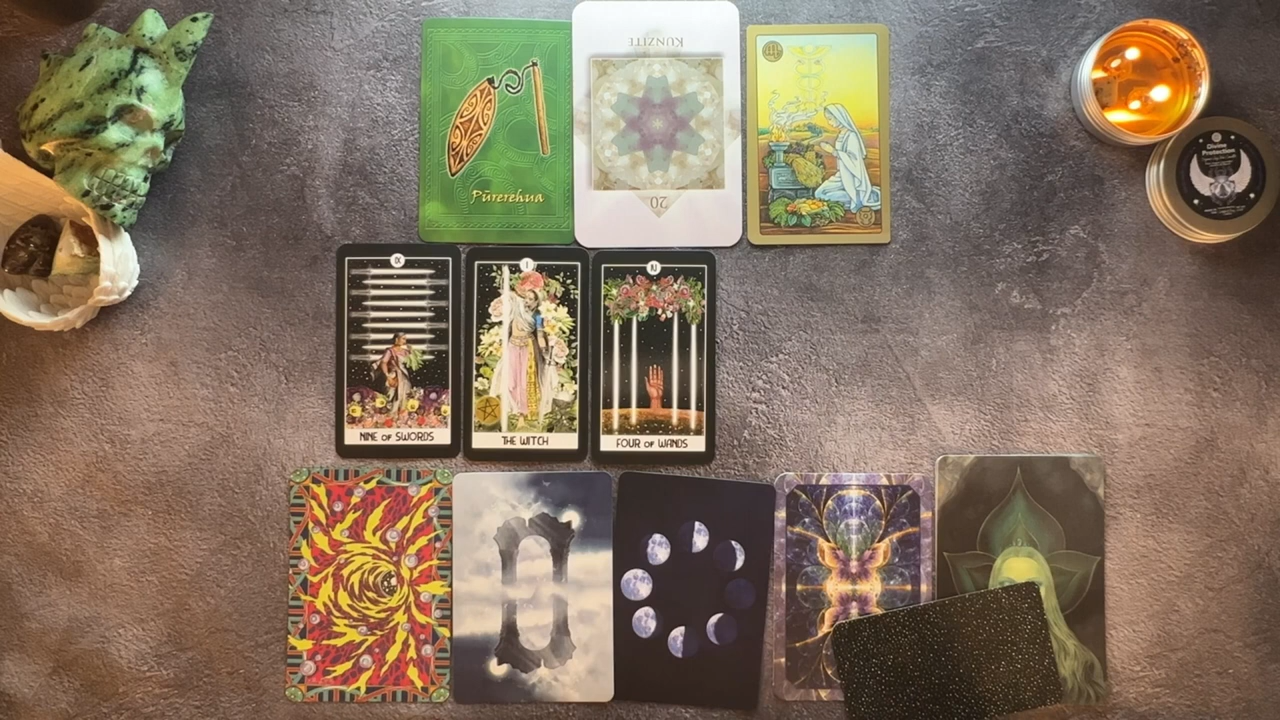 Pūrerehua
KUNZITE
20
Divine
Protection
IX
NINE OF SWORDS
I
THE WITCH
IV
FOUR OF WANDS